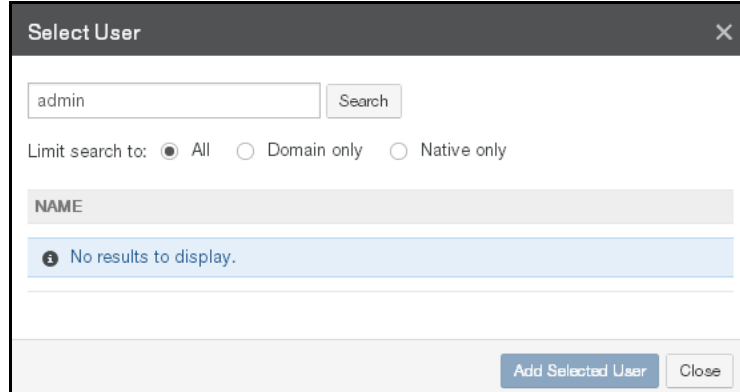 Select User
admin Search
Limit search to: All Domain only Native only
NAME
No results to display.
Add Selected User Close